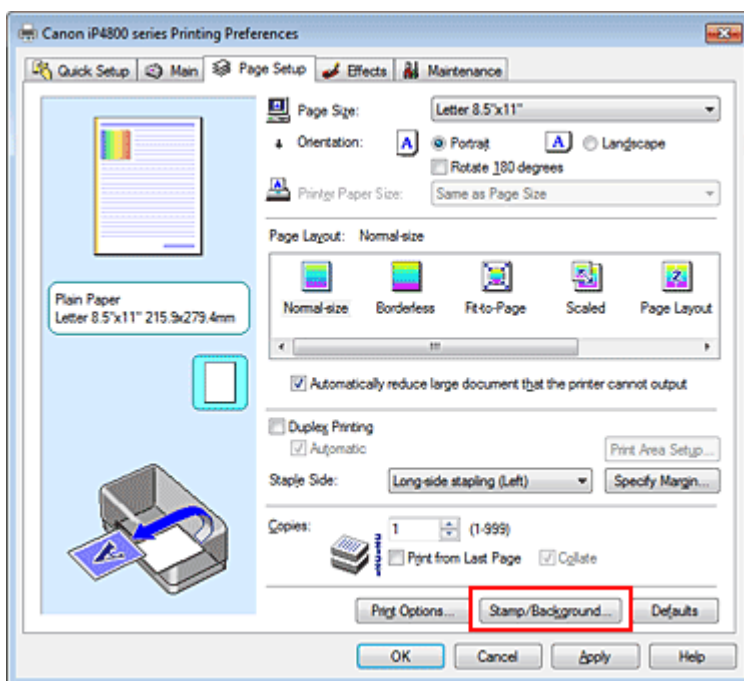 Canon iP4800 series Printing Preferences
Quick Setup Main Page Setup Effects Maintenance
Page Size: Letter 8.5"x11"
Orientation: A Portrait A Landscape
Rotate 180 degrees
Printer Paper Size: Same as Page Size
Page Layout: Normal-size
Normal-size Borderless Fit-to-Page Scaled Page Layout
Plain Paper
Letter 8.5"x11" 215.9x279.4mm
Automatically reduce large document that the printer cannot output
Duplex Printing
Automatic Print Area Setup...
Staple Side: Long-side stapling (Left) Specify Margin...
Copies: 1 (1-999)
Print from Last Page Collate
Print Options... Stamp/Background... Defaults
OK Cancel Apply Help